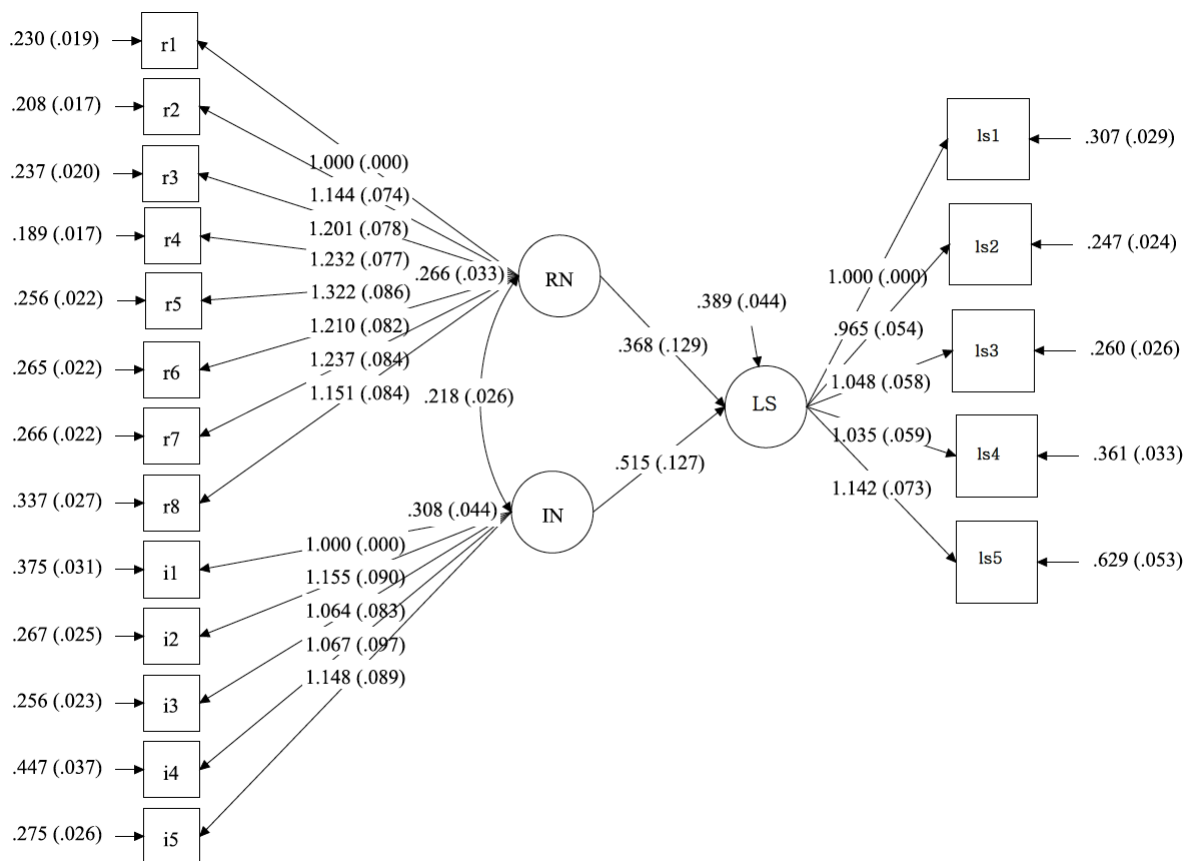 .230 (.019)
r1
.208 (.017)
r2
.237 (.020)
r3
.189 (.017)
r4
.256 (.022)
r5
.265 (.022)
r6
.266 (.022)
r7
.337 (.027)
r8
.375 (.031)
i1
.267 (.025)
i2
.256 (.023)
i3
.447 (.037)
i4
.275 (.026)
i5
1.000 (.000)
1.144 (.074)
1.201 (.078)
1.232 (.077)
1.322 (.086)
1.210 (.082)
1.237 (.084)
1.151 (.084)
.266 (.033)
RN
.218 (.026)
.308 (.044)
IN
1.000 (.000)
1.155 (.090)
1.064 (.083)
1.067 (.097)
1.148 (.089)
.368 (.129)
.515 (.127)
.389 (.044)
LS
1.000 (.000)
.965 (.054)
1.048 (.058)
1.035 (.059)
1.142 (.073)
ls1
.307 (.029)
ls2
.247 (.024)
ls3
.260 (.026)
ls4
.361 (.033)
ls5
.629 (.053)